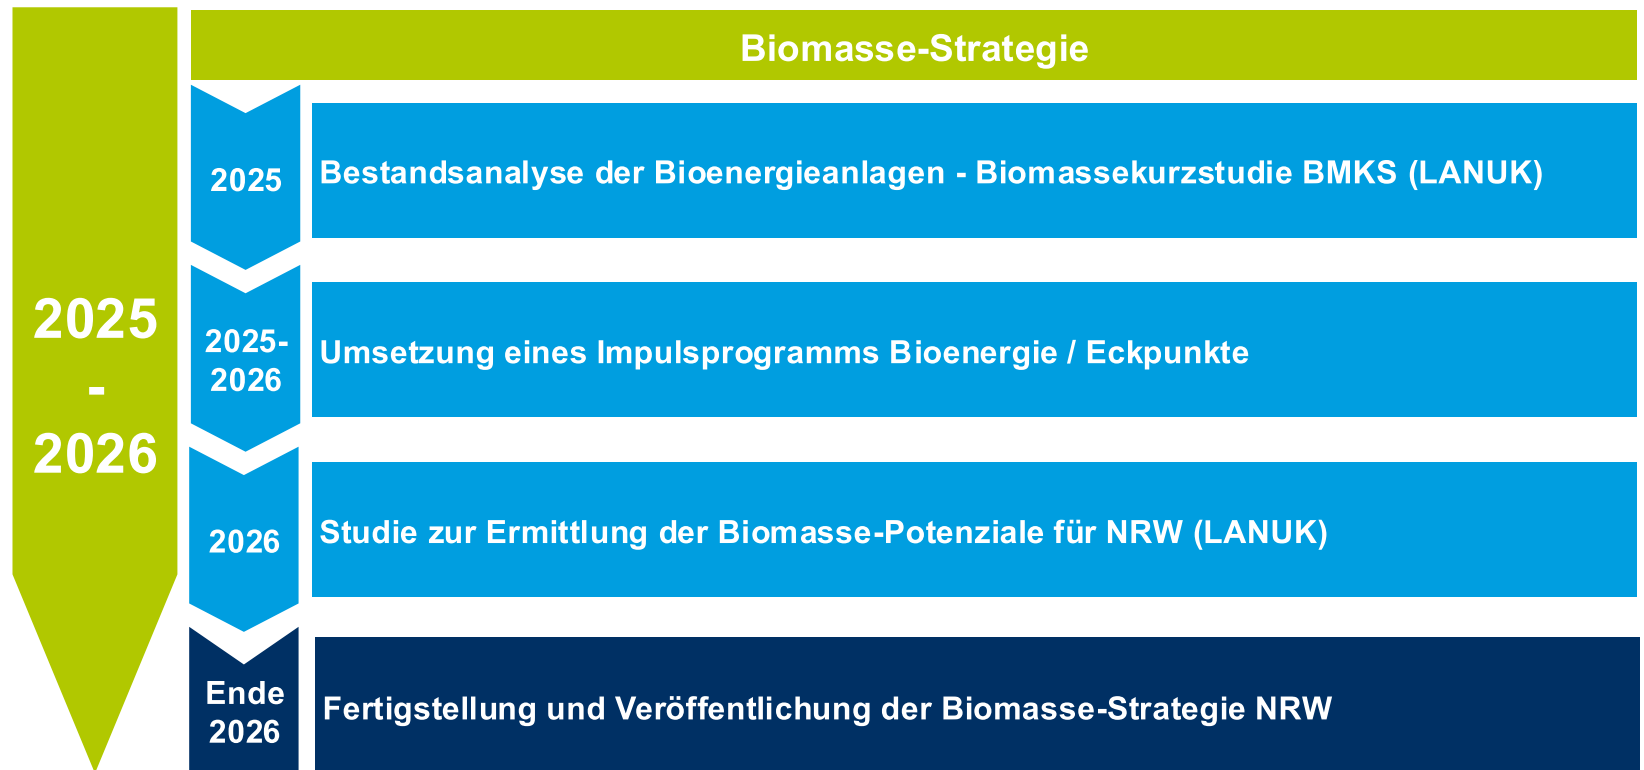 Biomasse-Strategie
2025
-
2026
2025
Bestandsanalyse der Bioenergieanlagen - Biomassekurzstudie BMKS (LANUK)
2025-
2026
Umsetzung eines Impulsprogramms Bioenergie / Eckpunkte
2026
Studie zur Ermittlung der Biomasse-Potenziale für NRW (LANUK)
Ende
2026
Fertigstellung und Veröffentlichung der Biomasse-Strategie NRW